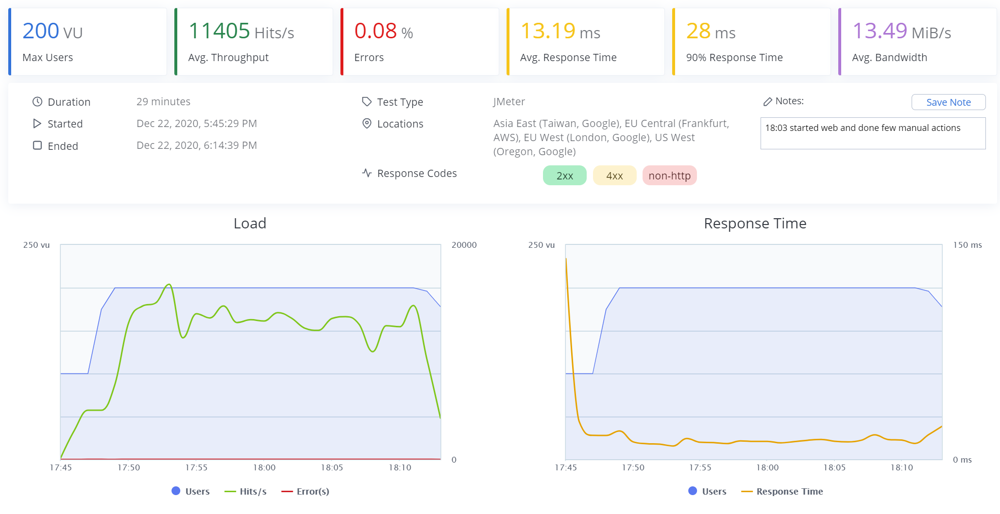 200 VU
Max Users
11405 Hits/s
Avg. Throughput
0.08 %
Errors
13.19 ms
Avg. Response Time
28 ms
90% Response Time
13.49 MiB/s
Avg. Bandwidth
Duration 29 minutes
Started Dec 22, 2020, 5:45:29 PM
Ended Dec 22, 2020, 6:14:39 PM
Test Type JMeter
Locations Asia East (Taiwan, Google), EU Central (Frankfurt,
AWS), EU West (London, Google), US West
(Oregon, Google)
Response Codes 2xx 4xx non-http
Notes: Save Note
18:03 started web and done few manual actions
Load
250 vu 20000
0
17:45 17:50 17:55 18:00 18:05 18:10
Users Hits/s Error(s)
Response Time
250 vu 150 ms
0 ms
17:45 17:50 17:55 18:00 18:05 18:10
Users Response Time